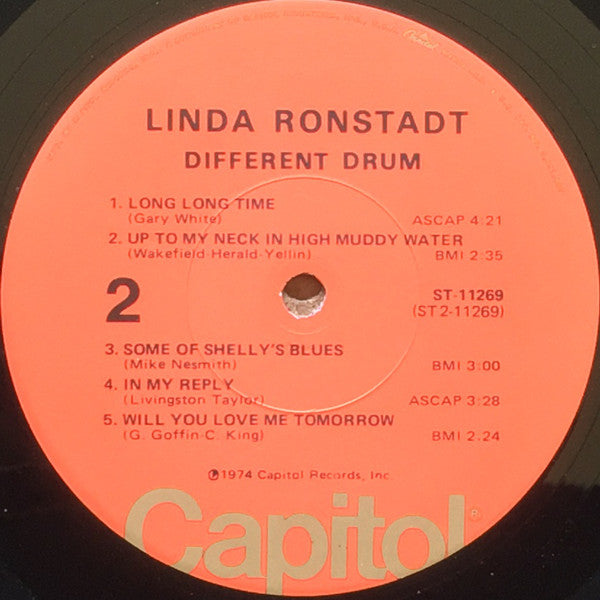 LINDA RONSTADT
DIFFERENT DRUM
1. LONG LONG TIME
(Gary White) ASCAP 4:21
2. UP TO MY NECK IN HIGH MUDDY WATER
(Wakefield-Herald-Yellin) BMI 2:35
2
ST-11269
(ST2-11269)
3. SOME OF SHELLY'S BLUES
(Mike Nesmith) BMI 3:00
4. IN MY REPLY
(Livingston Taylor) ASCAP 3:28
5. WILL YOU LOVE ME TOMORROW
(G. Goffin-C. King) BMI 2:24
℗1974 Capitol Records, Inc.
Capitol®